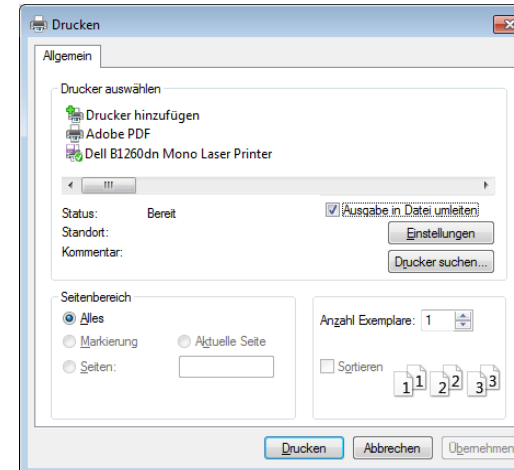 Drucken
Allgemein
Drucker auswählen
Drucker hinzufügen
Adobe PDF
Dell B1260dn Mono Laser Printer
Status: Bereit
Ausgabe in Datei umleiten
Standort:
Einstellungen
Kommentar:
Drucker suchen...
Seitenbereich
Alles
Markierung
Aktuelle Seite
Seiten:
Anzahl Exemplare: 1
Sortieren
1 1 2 2 3 3
Drucken
Abbrechen
Übernehmen